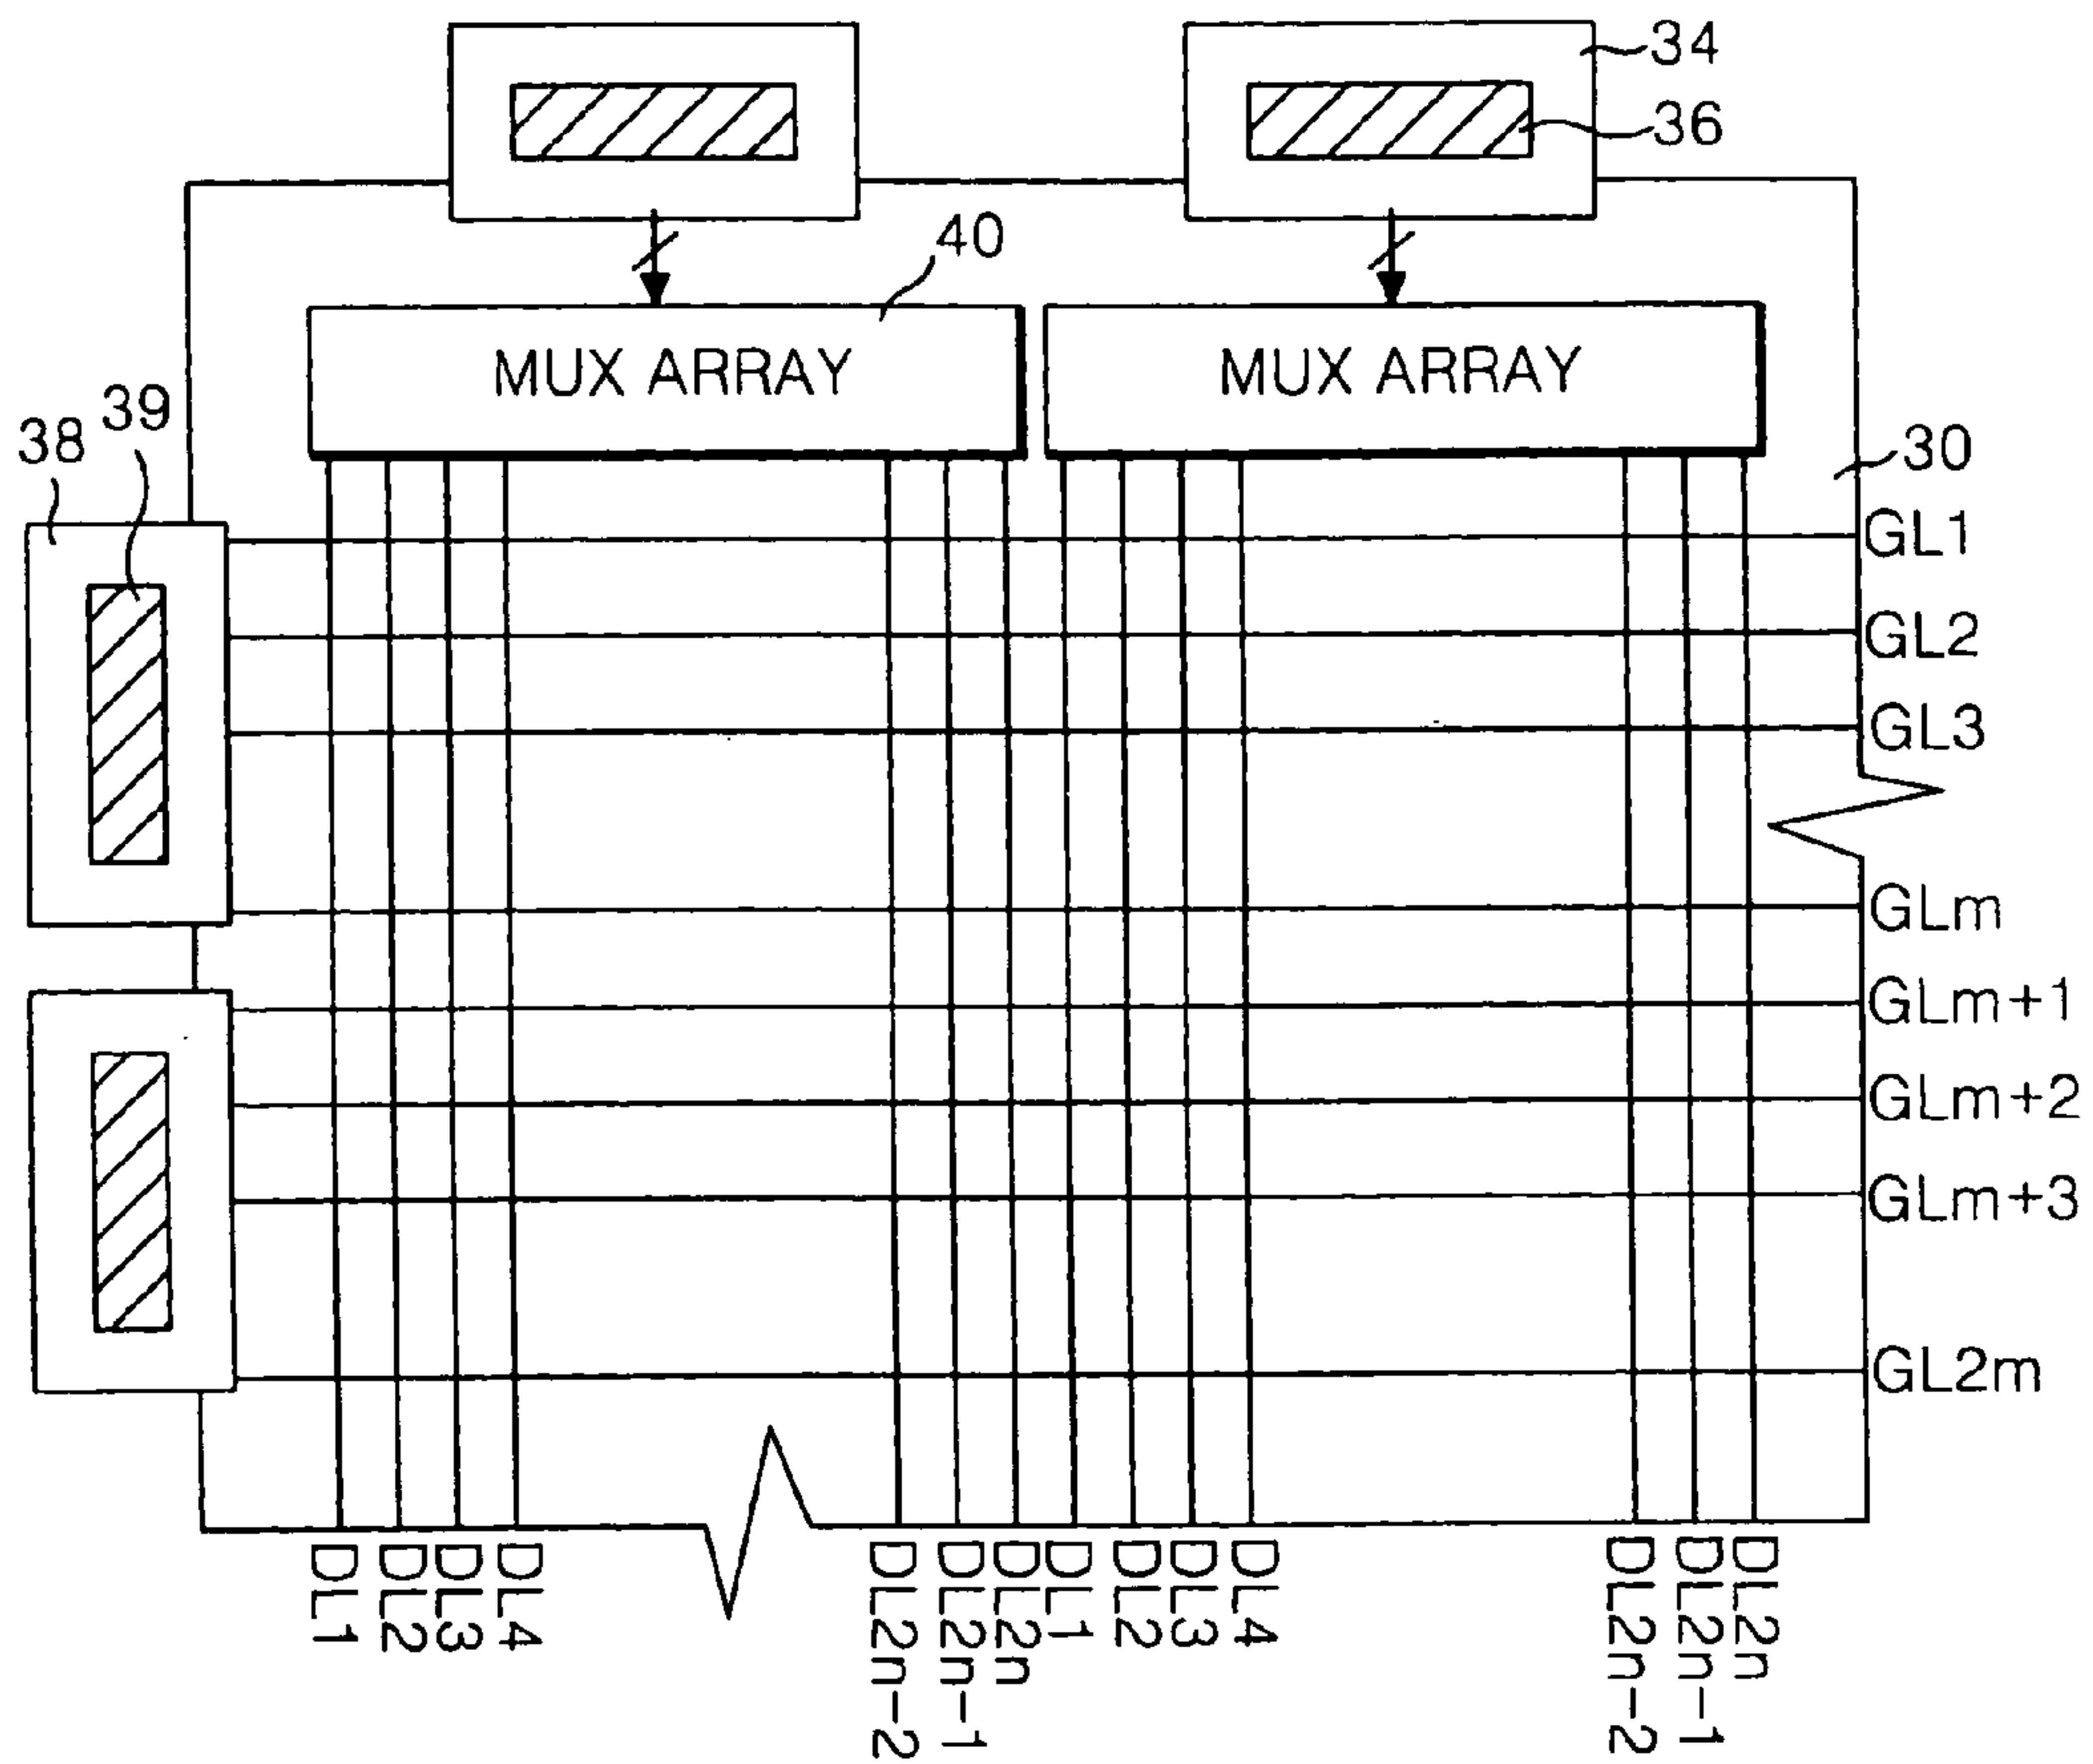 34
36
40
MUX ARRAY
MUX ARRAY
39
38
30
GL1
GL2
GL3
GLm
GLm+1
GLm+2
GLm+3
GL2m
DL1
DL2
DL3
DL4
DL2n-2
DL2n-1
DL2n
DL1
DL2
DL3
DL4
DL2n-2
DL2n-1
DL2n